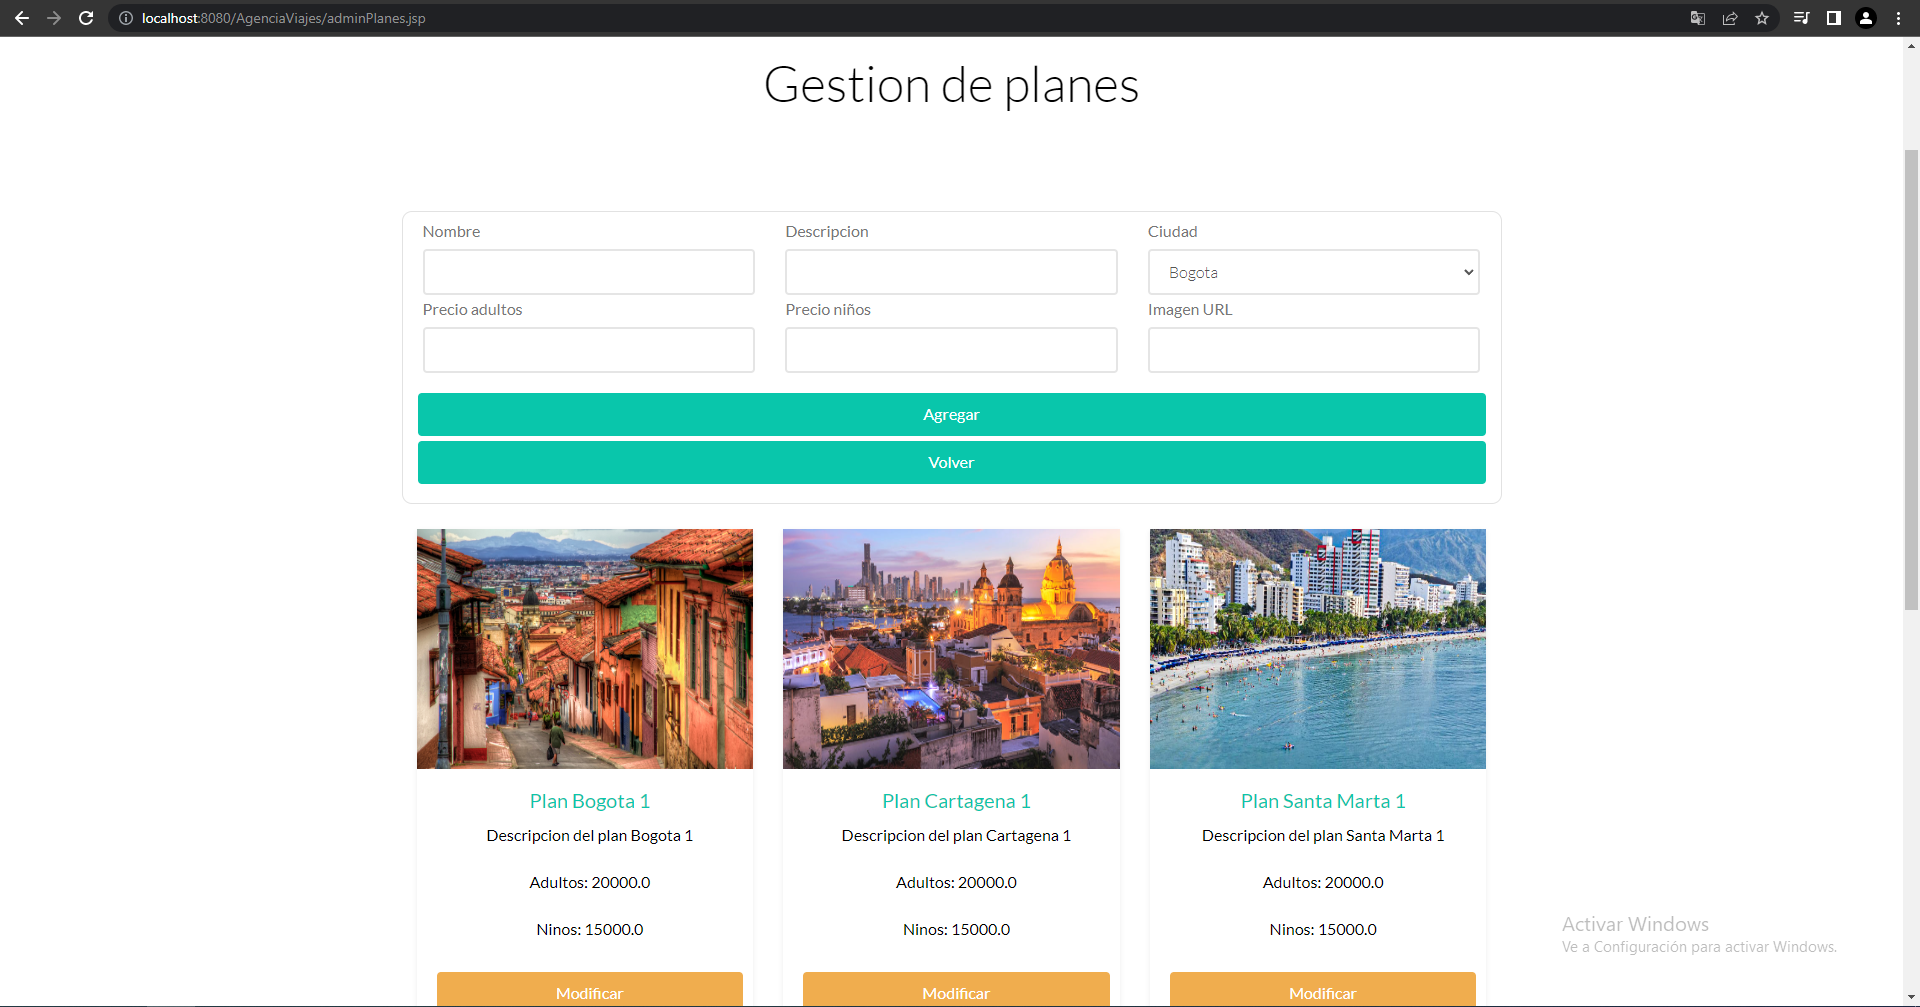 localhost:8080/AgenciaViajes/adminPlanes.jsp
Gestion de planes
Nombre
Descripcion
Ciudad
Bogota
Precio adultos
Precio niños
Imagen URL
Agregar
Volver
Plan Bogota 1
Descripcion del plan Bogota 1
Adultos: 20000.0
Ninos: 15000.0
Modificar
Plan Cartagena 1
Descripcion del plan Cartagena 1
Adultos: 20000.0
Ninos: 15000.0
Modificar
Plan Santa Marta 1
Descripcion del plan Santa Marta 1
Adultos: 20000.0
Ninos: 15000.0
Modificar
Activar Windows
Ve a Configuración para activar Windows.